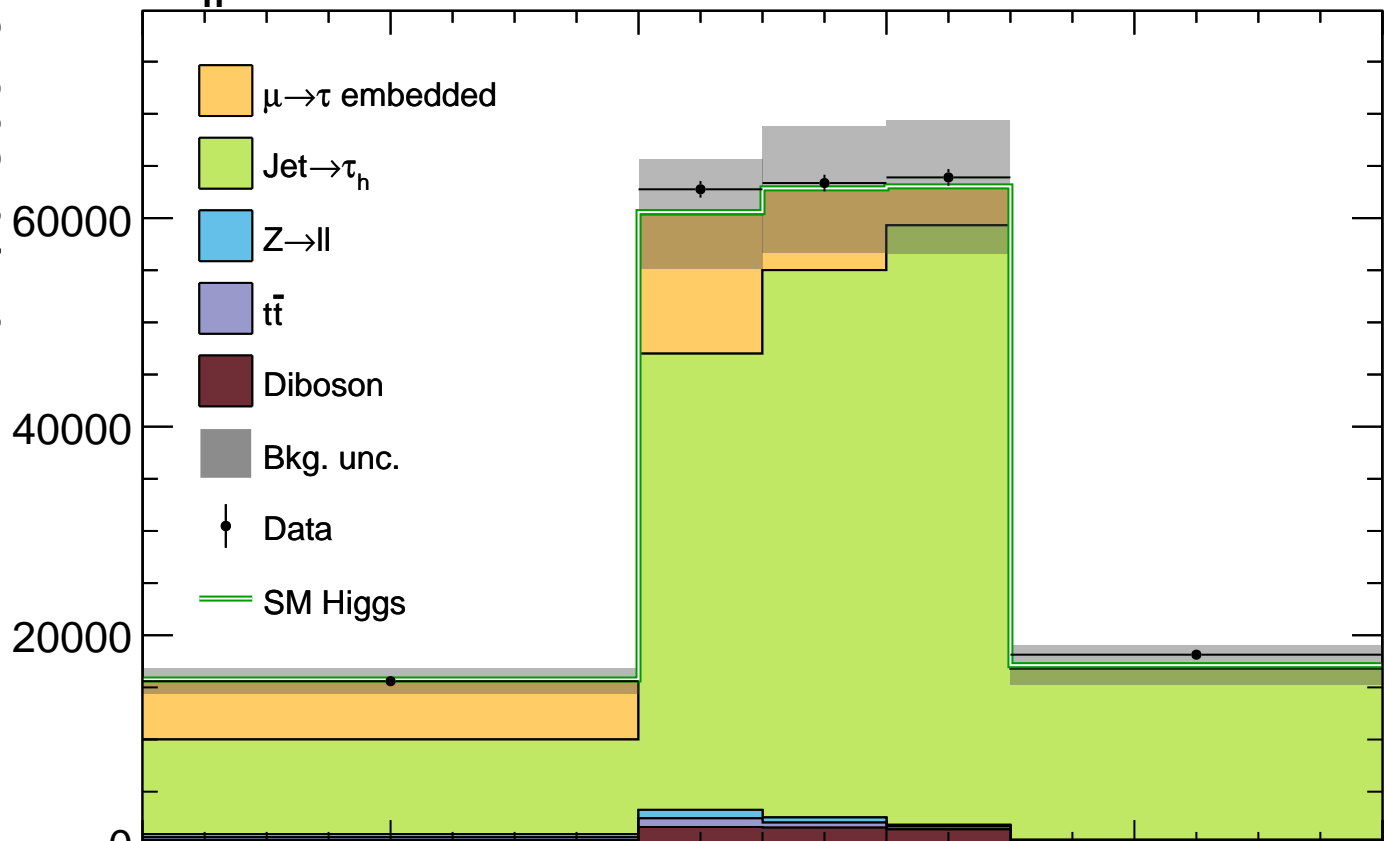 μ→τ embedded
Jet→τh
60000
Z→ll
tt̄
Diboson
40000
Bkg. unc.
Data
SM Higgs
20000
0